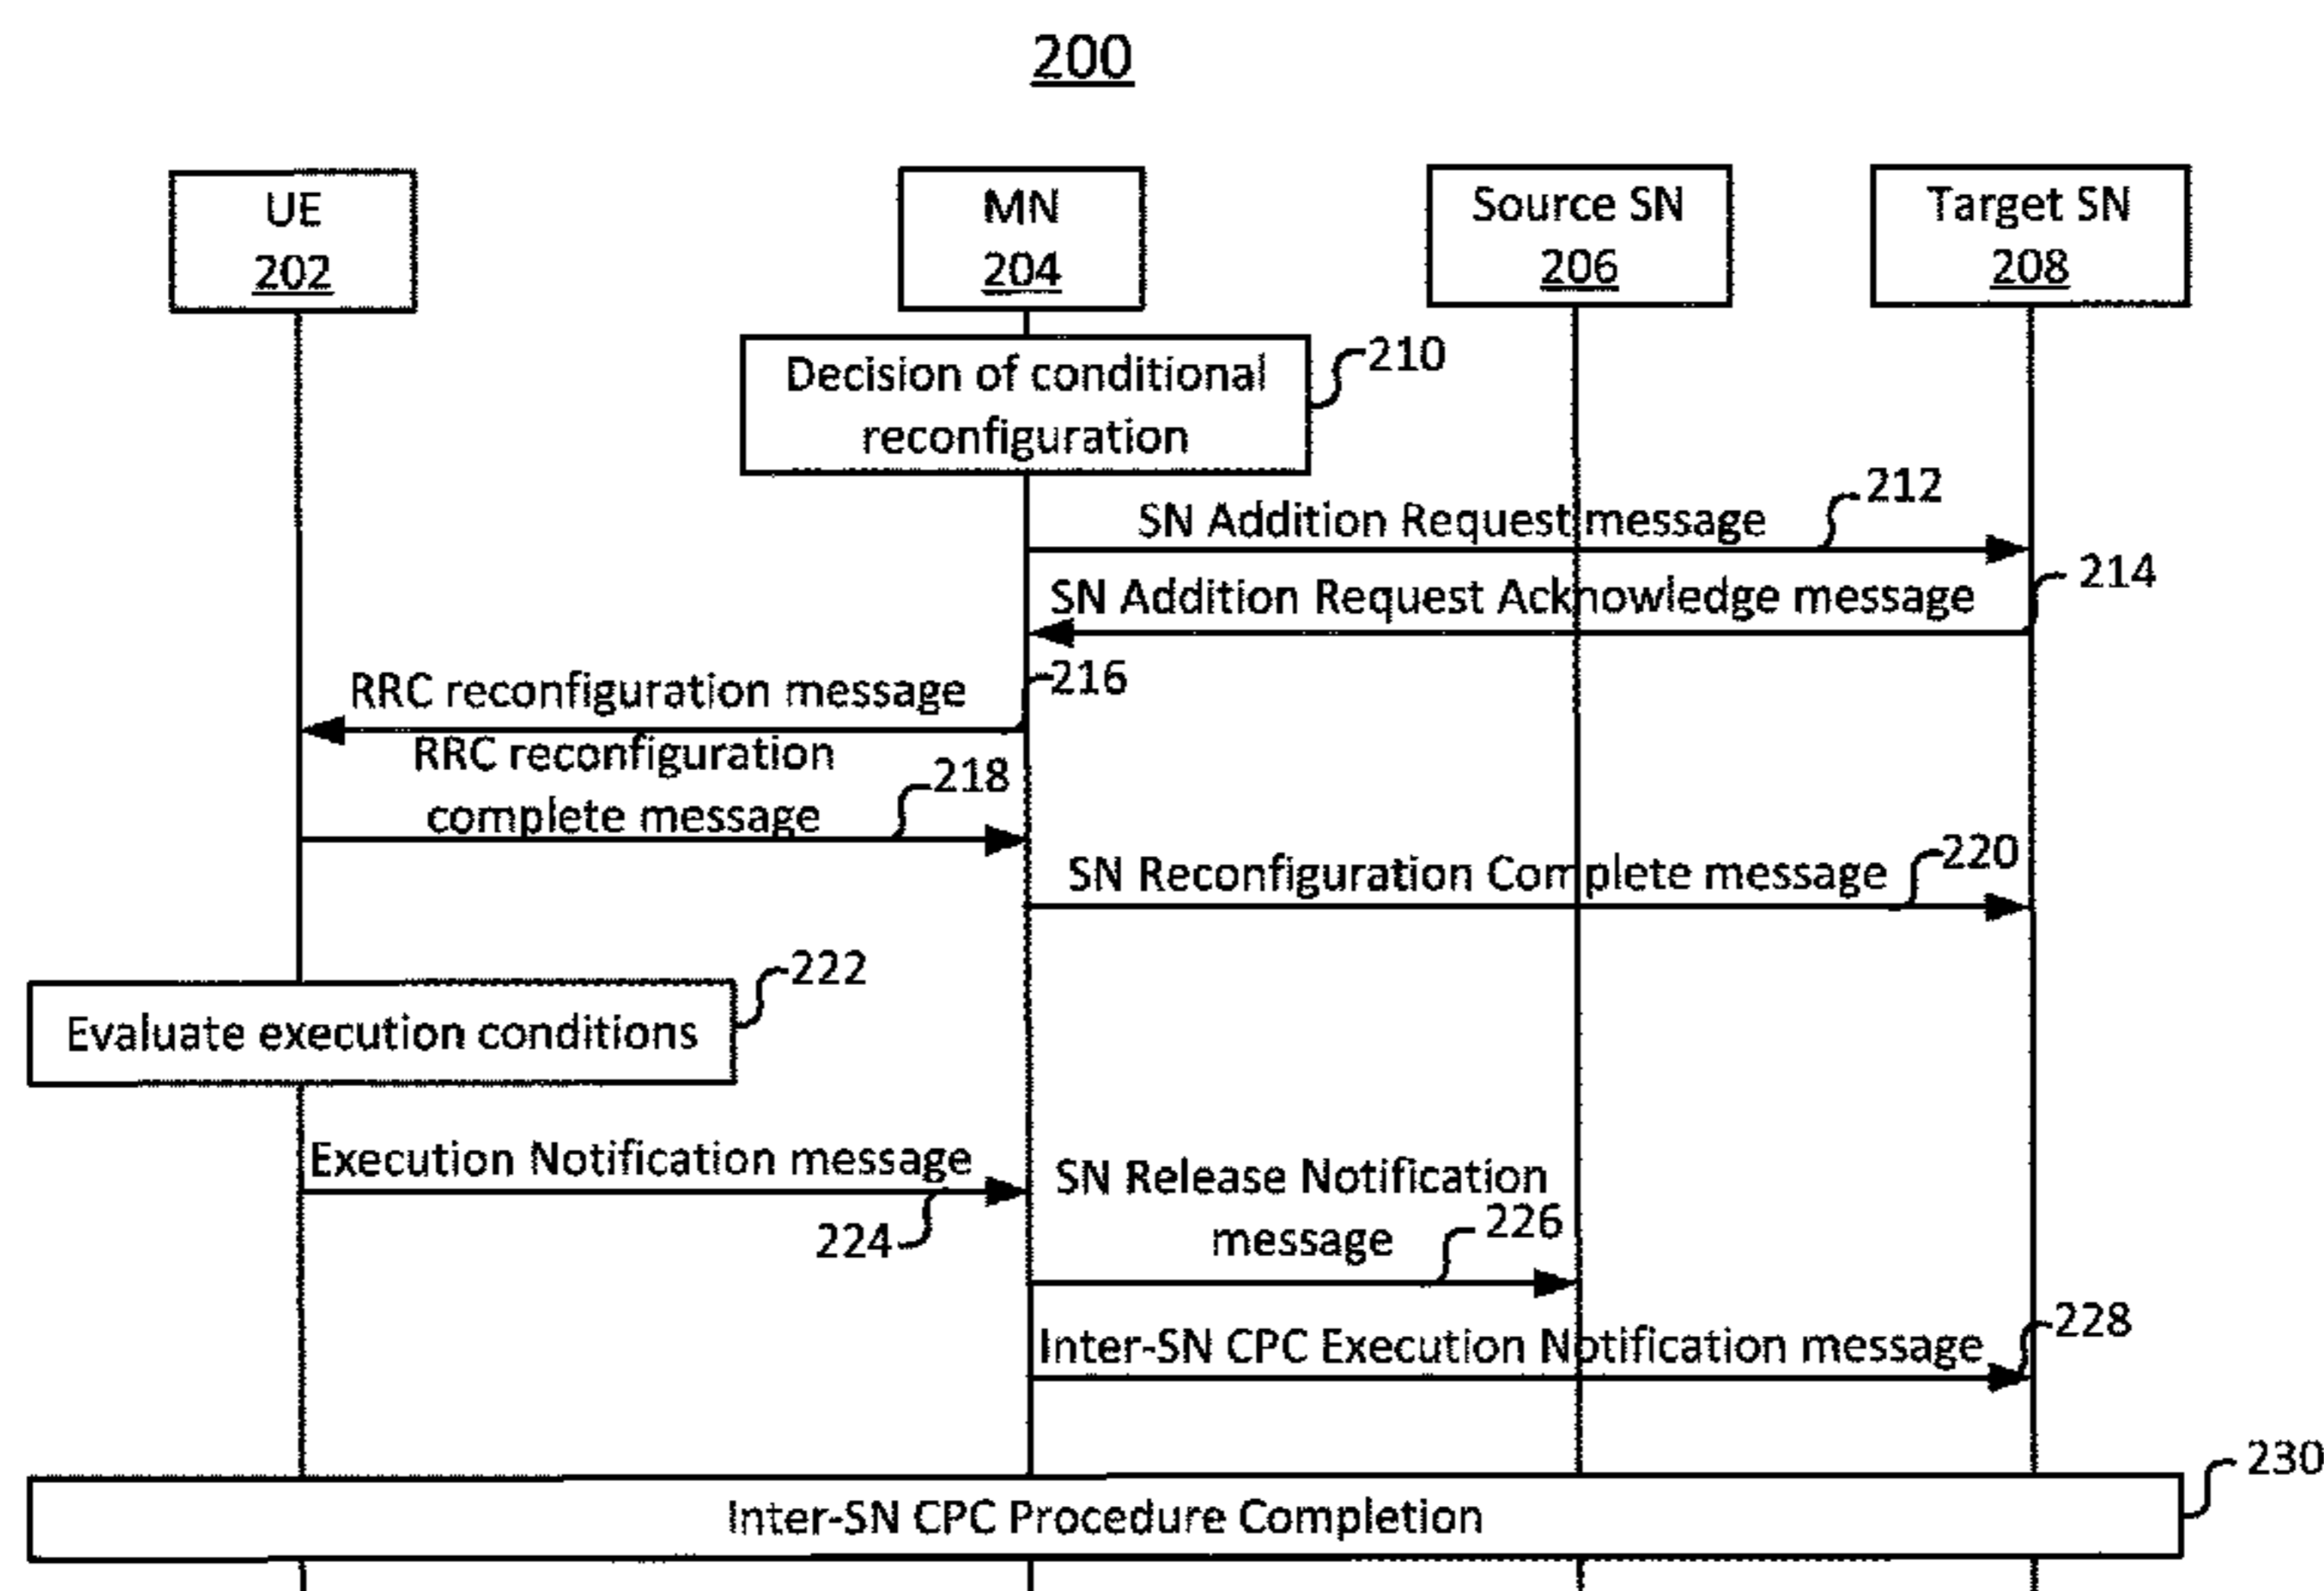 200
UE
202
MN
204
Source SN
206
Target SN
208
Decision of conditional
reconfiguration
210
SN Addition Request message
212
SN Addition Request Acknowledge message
214
RRC reconfiguration message
216
RRC reconfiguration
complete message
218
SN Reconfiguration Complete message
220
Evaluate execution conditions
222
Execution Notification message
224
SN Release Notification
message
226
Inter-SN CPC Execution Notification message
228
Inter-SN CPC Procedure Completion
230